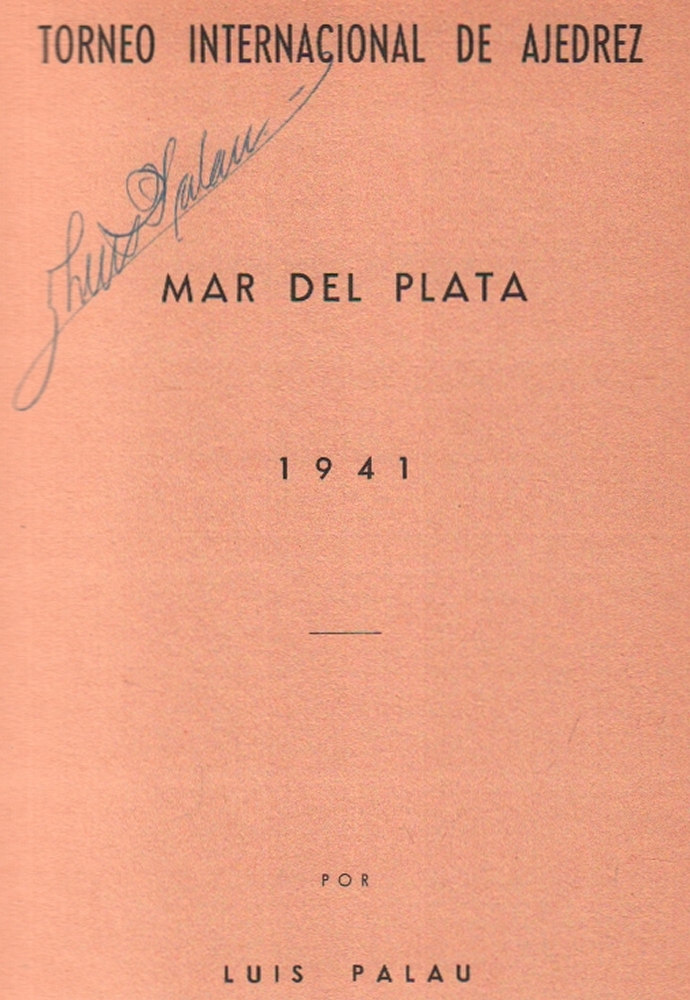 TORNEO INTERNACIONAL DE AJEDREZ
Luis Palau
MAR DEL PLATA
1941
POR
LUIS PALAU